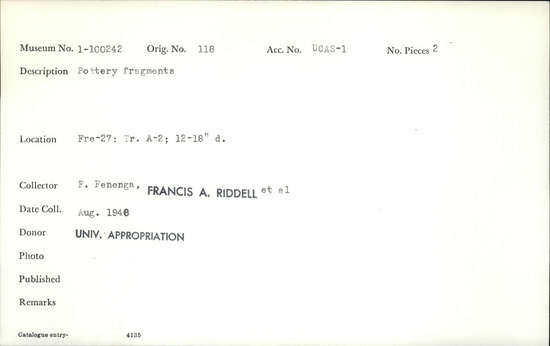 Museum No. 1-100242 Orig. No. 118 Acc. No. UCAS-1 No. Pieces 2
Description Pottery fragments
Location Fre-27: Tr. A-2; 12-18" d.
Collector F. Fenenga, FRANCIS A. RIDDELL et al
Date Coll. Aug. 1946
Donor UNIV. APPROPRIATION
Photo
Published
Remarks
Catalogue entry- 4135